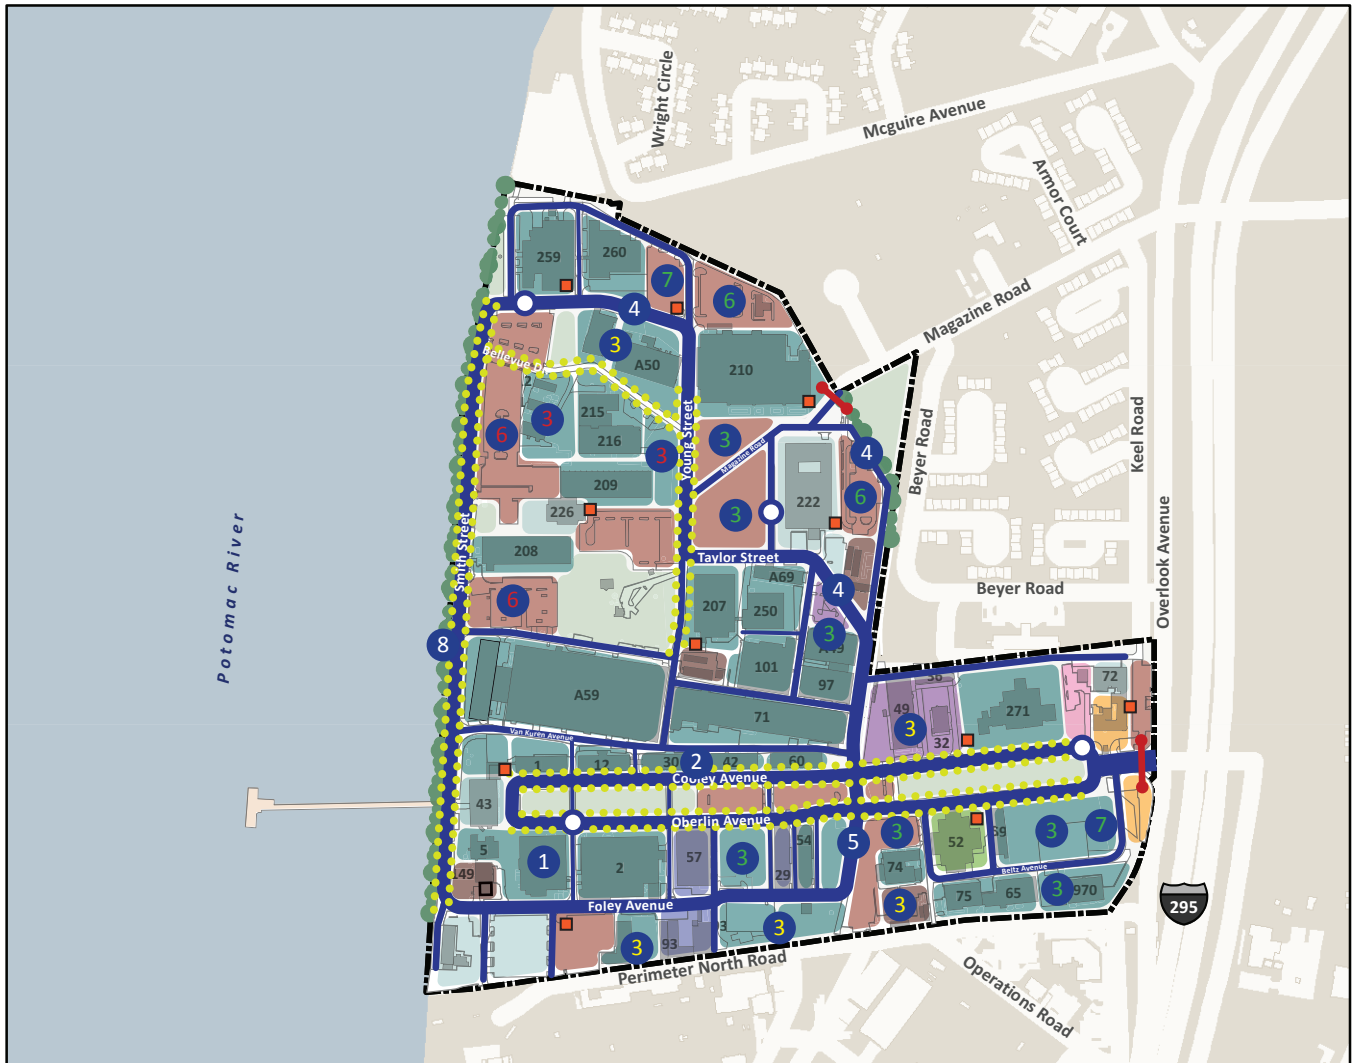 Wright Circle
Mcguire Avenue
Armor Court
Magazine Road
259
260
7
6
4
3
A50
210
Bellevue Dr
215
216
3
6
3
Young Street
3
Magazine Road
4
Beyer Road
Keel Road
Overlook Avenue
209
226
3
222
6
208
Smith Street
Taylor Street
A69
4
Beyer Road
6
207
250
3
Potomac River
8
101
97
A59
71
36
49
3
32
271
72
Van Kuren Avenue
1
12
30
2
42
60
Cooley Avenue
43
Oberlin Avenue
5
1
2
57
3
29
54
5
3
74
52
3
7
149
Beltz Avenue
75
65
3
970
Foley Avenue
3
3
93
3
295
Perimeter North Road
Operations Road